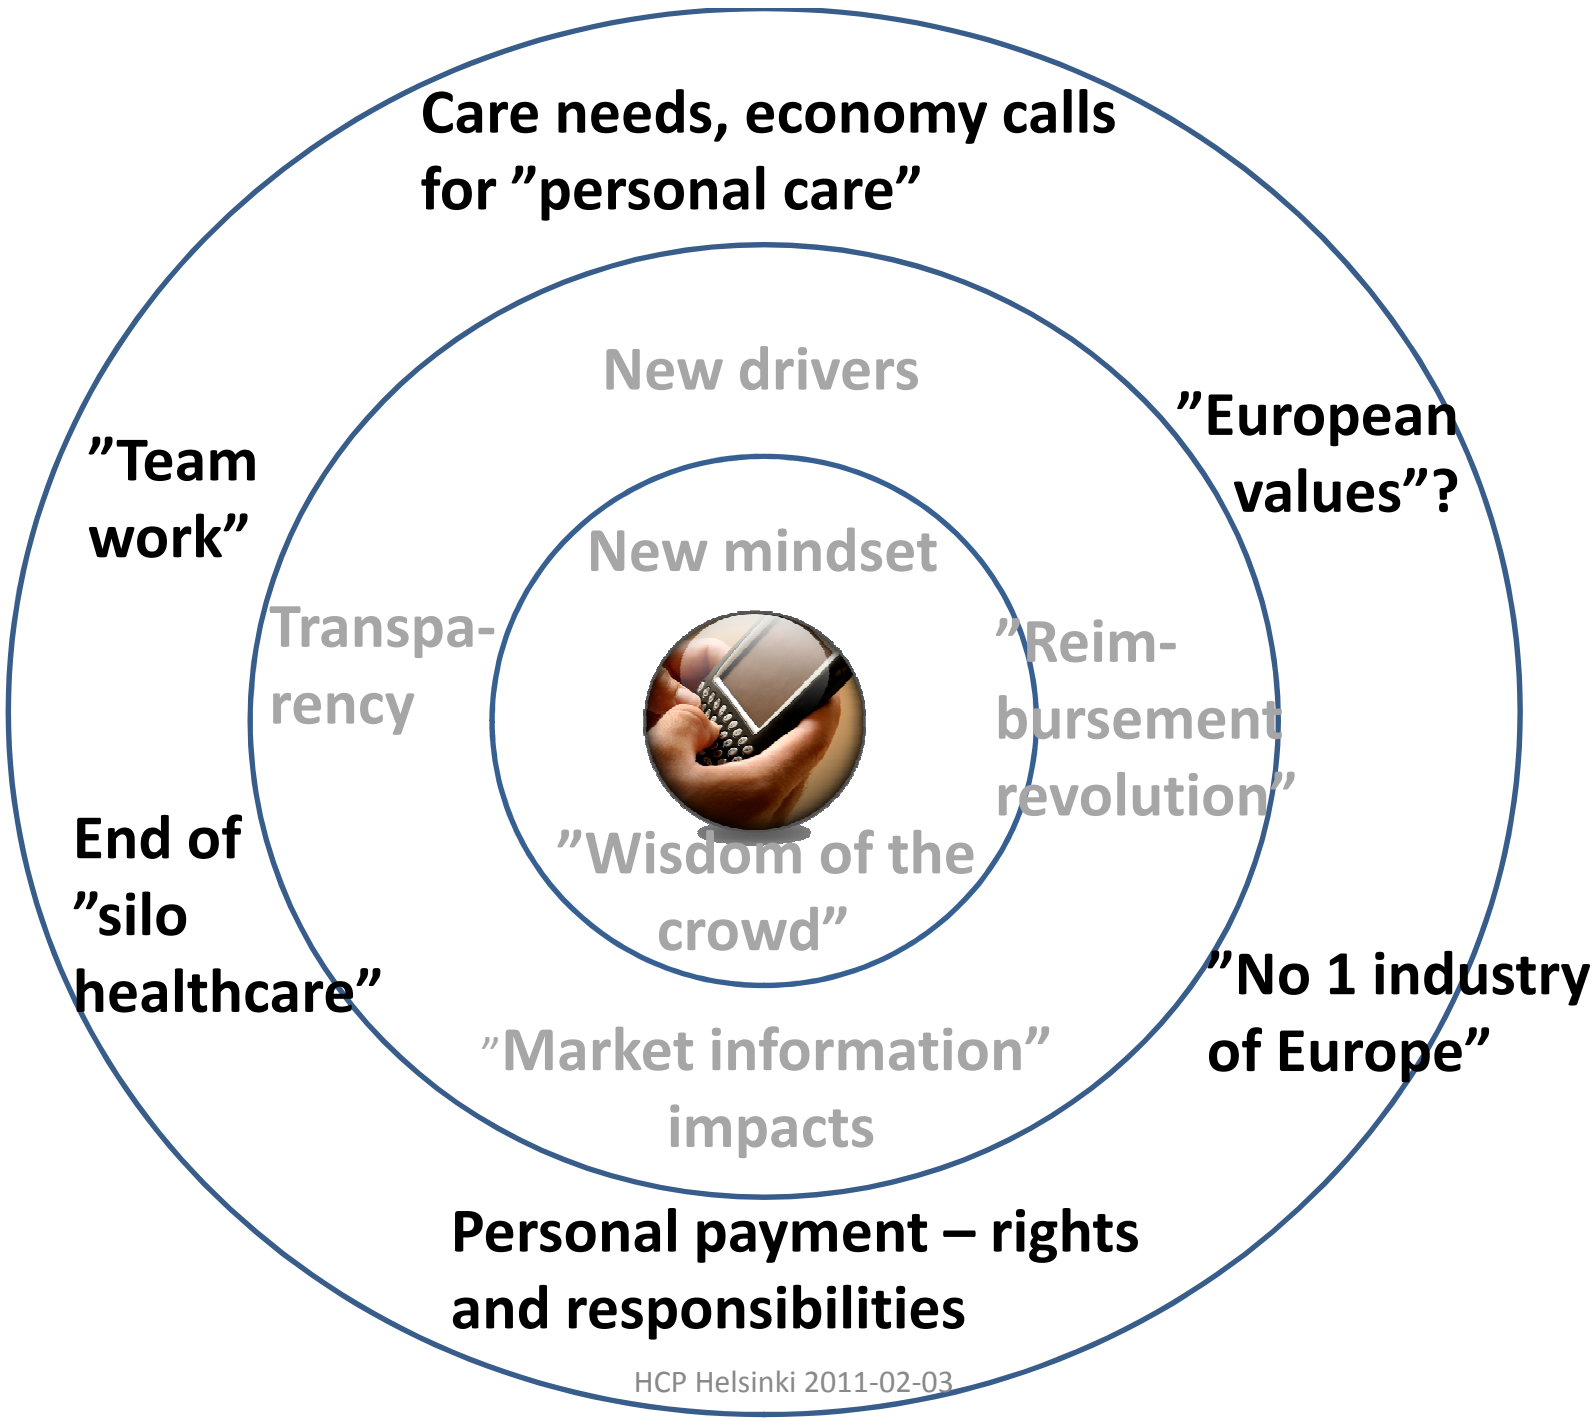 Care needs, economy calls
for ”personal care”
New drivers
”European
values”?
”Team
work”
New mindset
Transpa-
rency
”Reim-
bursement
revolution”
End of
”silo
healthcare”
”Wisdom of the
crowd”
”No 1 industry
of Europe”
”Market information”
impacts
Personal payment – rights
and responsibilities
HCP Helsinki 2011-02-03